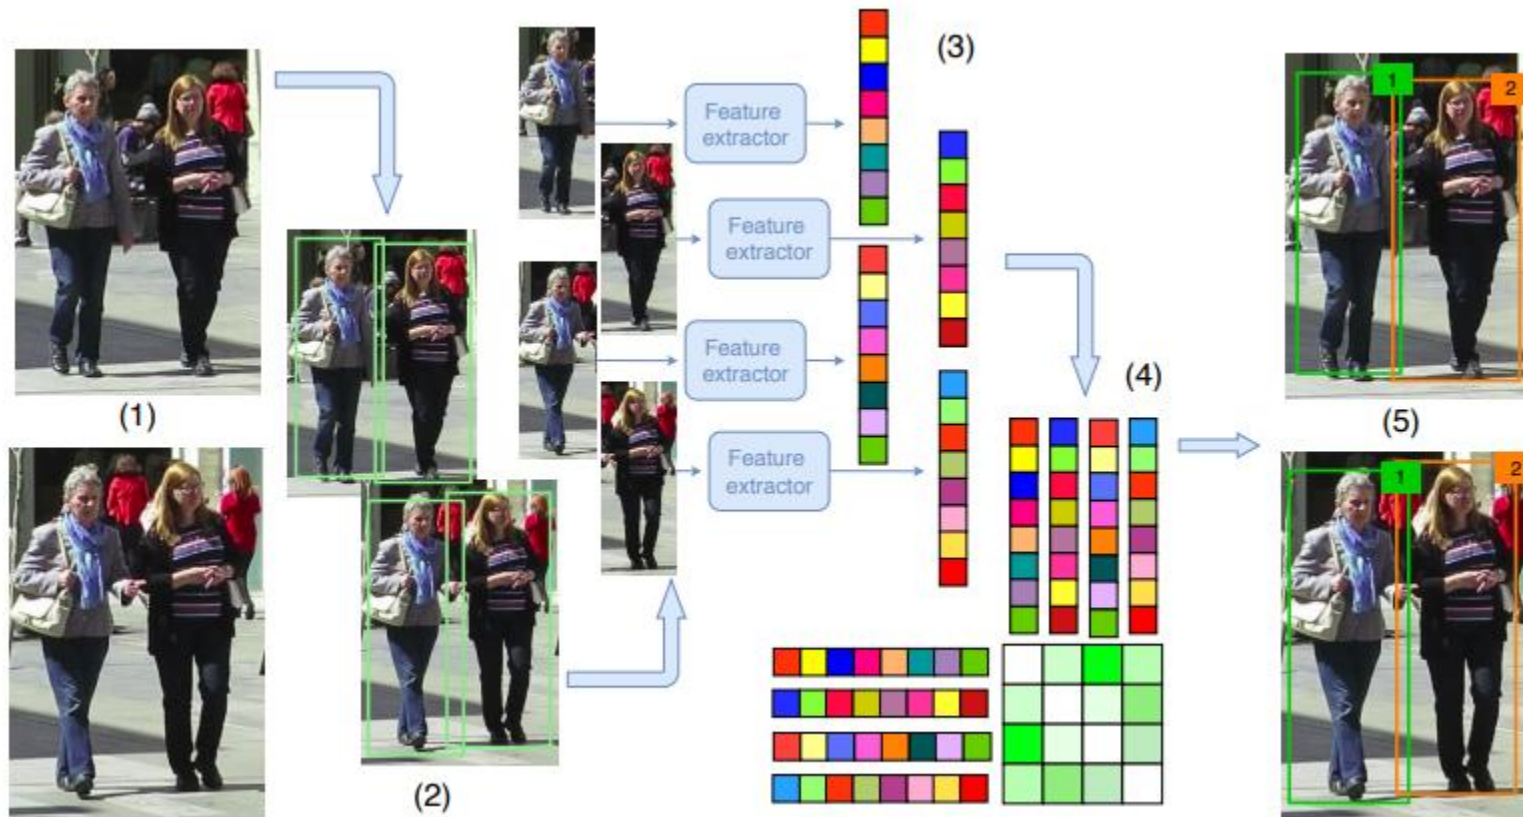 (1)
(2)
Feature
extractor
Feature
extractor
Feature
extractor
Feature
extractor
(3)
(4)
1
2
(5)
1
2